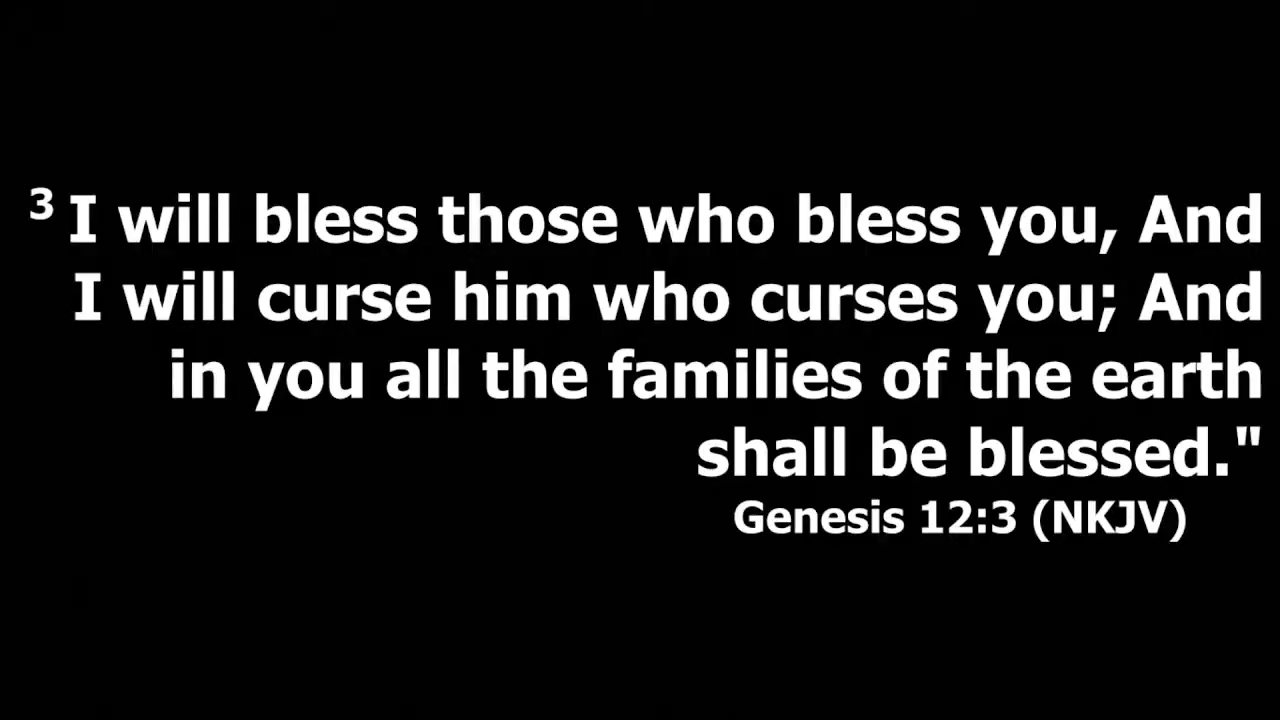 3 I will bless those who bless you, And
I will curse him who curses you; And
in you all the families of the earth
shall be blessed."
Genesis 12:3 (NKJV)